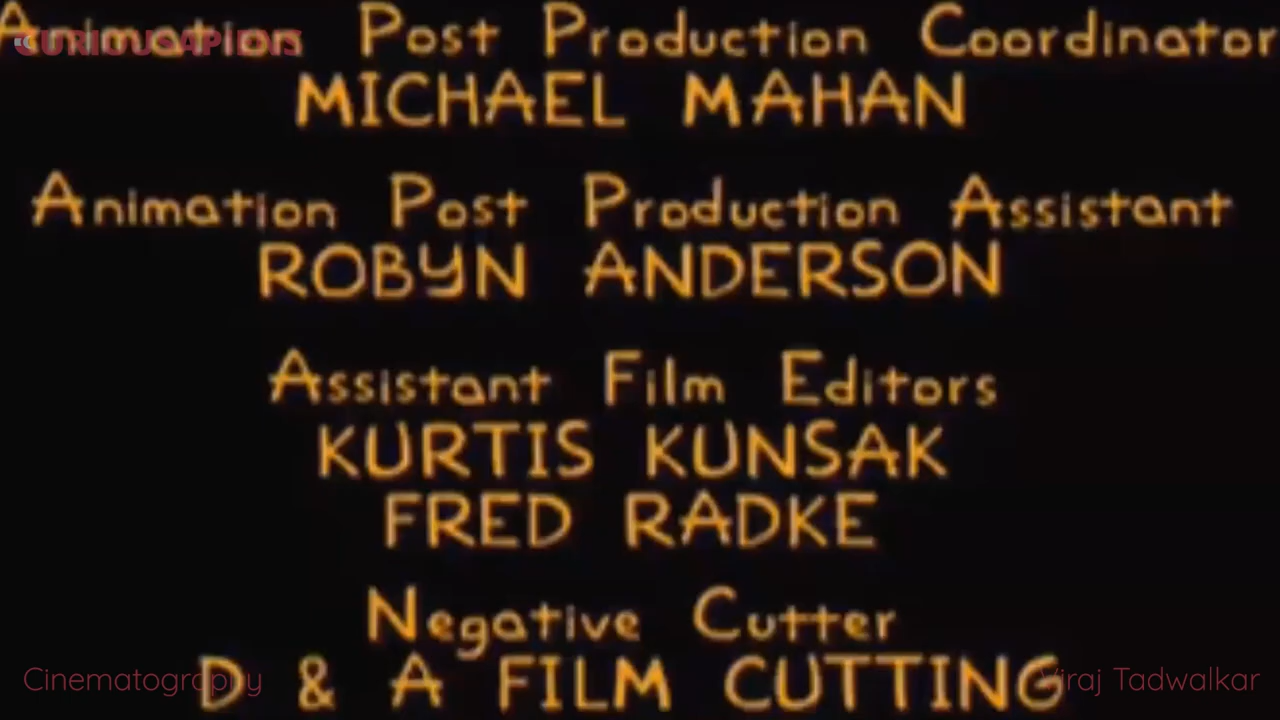 Animation Post Production Coordinator
CURIOUSAPIENS
MICHAEL MAHAN
Animation Post Production Assistant
ROBYN ANDERSON
Assistant Film Editors
KURTIS KUNSAK
FRED RADKE
Negative Cutter
D & A FILM CUTTING
Cinematography
Viraj Tadwalkar